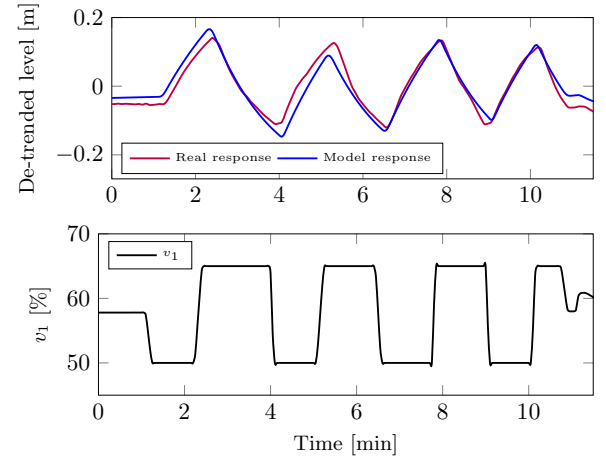 De-trended level [m]
0.2
0
−0.2
Real response
Model response
0 2 4 6 8 10
v1 [%]
70
60
50
v1
0 2 4 6 8 10
Time [min]